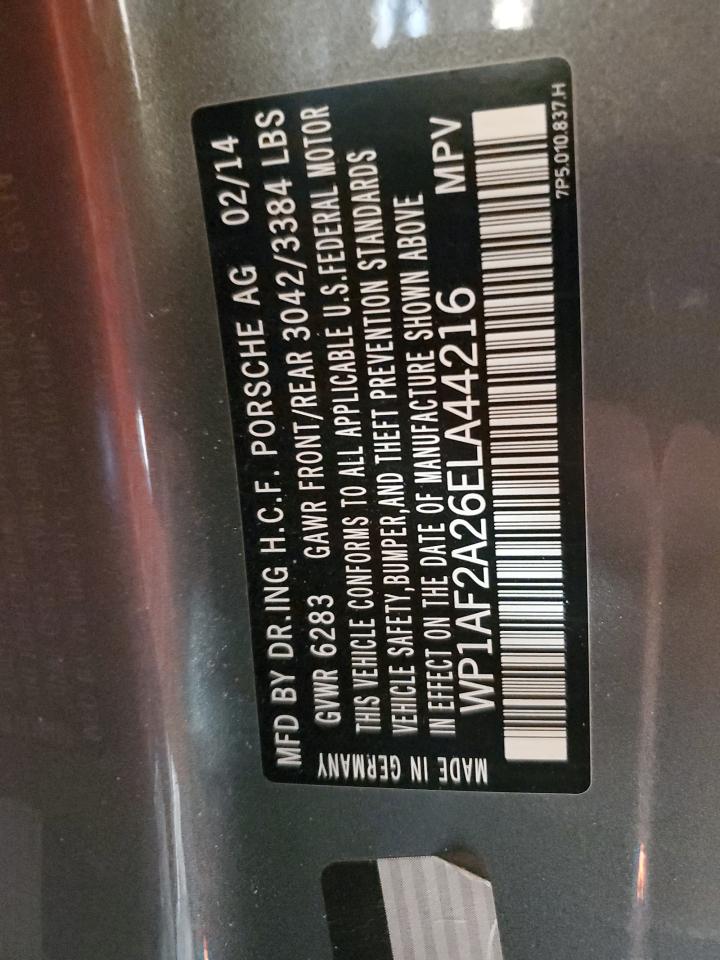 MFD BY DR.ING H.C.F. PORSCHE AG 02/14
GVWR 6283 GAWR FRONT/REAR 3042/3384 LBS
THIS VEHICLE CONFORMS TO ALL APPLICABLE U.S.FEDERAL MOTOR
VEHICLE SAFETY,BUMPER,AND THEFT PREVENTION STANDARDS
IN EFFECT ON THE DATE OF MANUFACTURE SHOWN ABOVE
WP1AF2A26ELA44216 MPV
MADE IN GERMANY
7P5.010.837.H